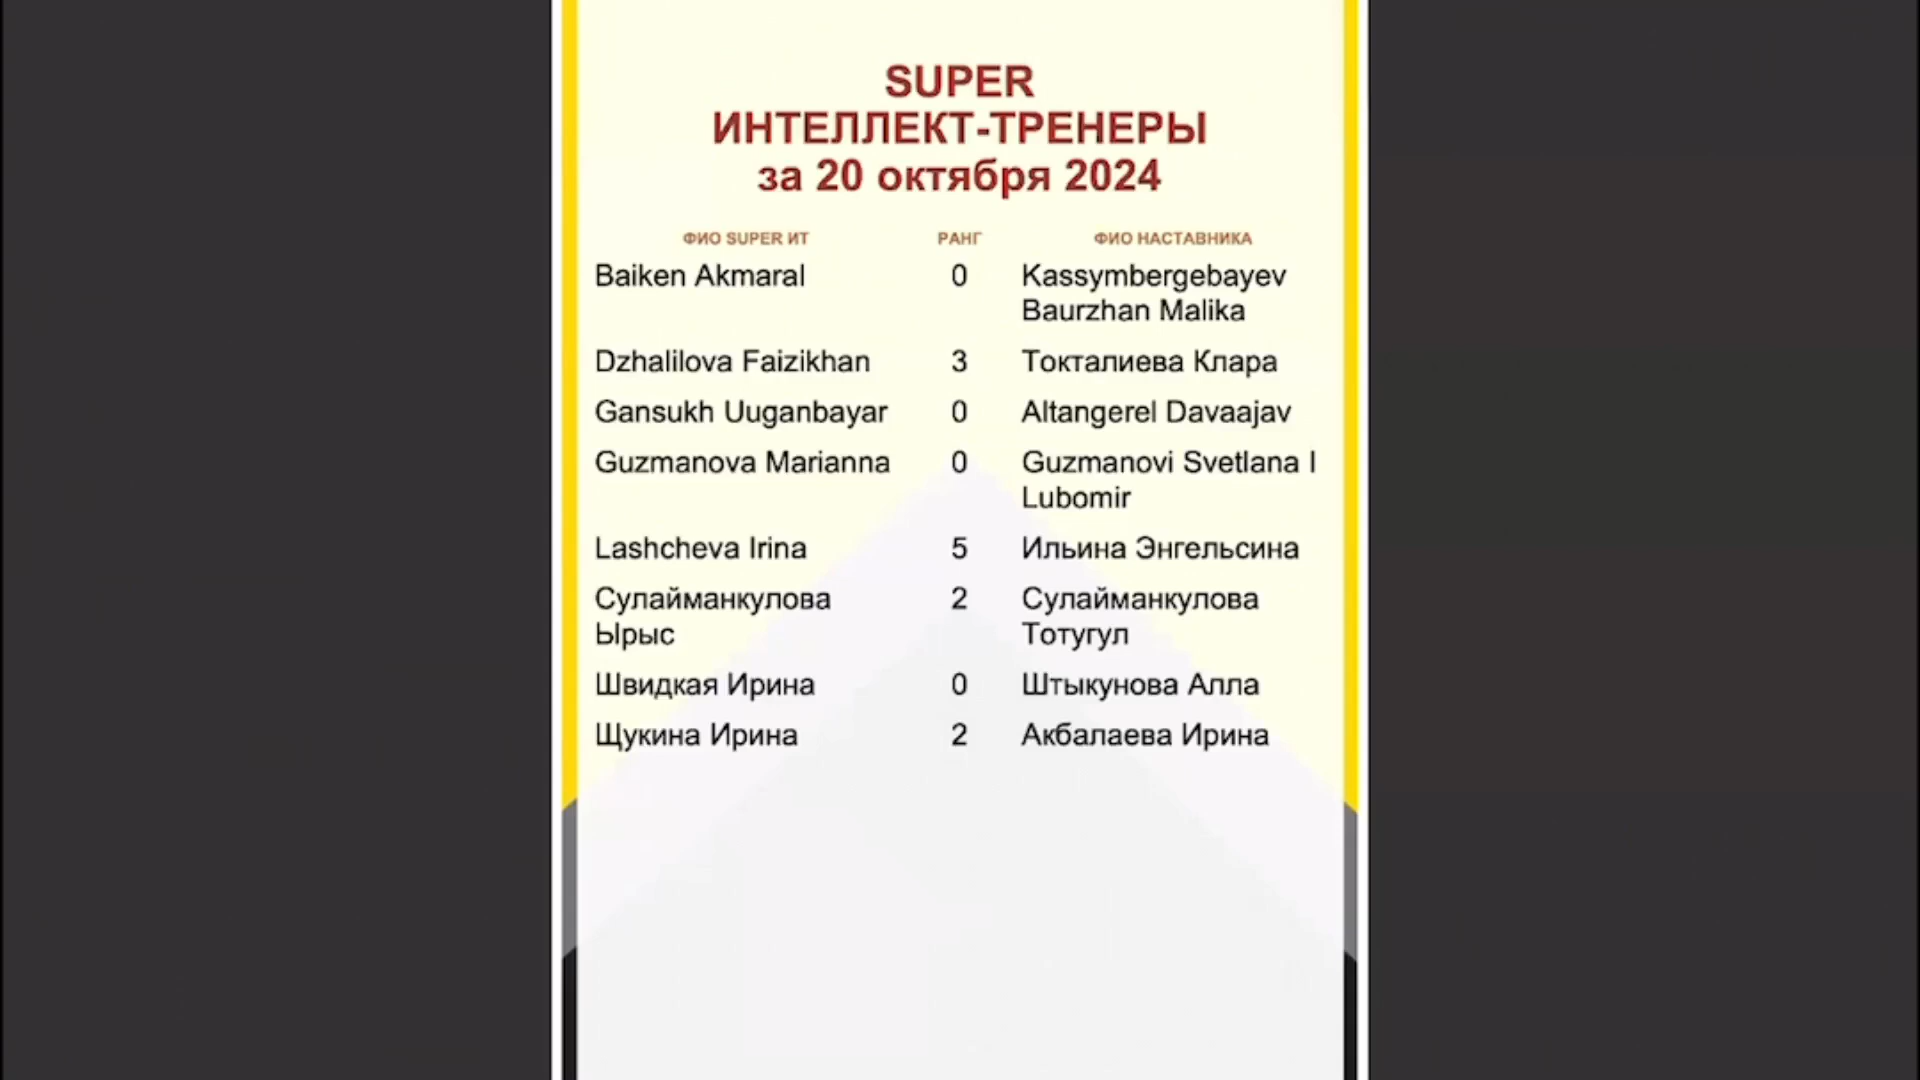 SUPER
ИНТЕЛЛЕКТ-ТРЕНЕРЫ
за 20 октября 2024
ФИО SUPER ИТ РАНГ ФИО НАСТАВНИКА
Baiken Akmaral 0 Kassymbergebayev
Baurzhan Malika
Dzhalilova Faizikhan 3 Токталиева Клара
Gansukh Uuganbayar 0 Altangerel Davaajav
Guzmanova Marianna 0 Guzmanovi Svetlana I
Lubomir
Lashcheva Irina 5 Ильина Энгельсина
Сулайманкулова 2 Сулайманкулова
Ырыс Тотугул
Швидкая Ирина 0 Штыкунова Алла
Щукина Ирина 2 Акбалаева Ирина